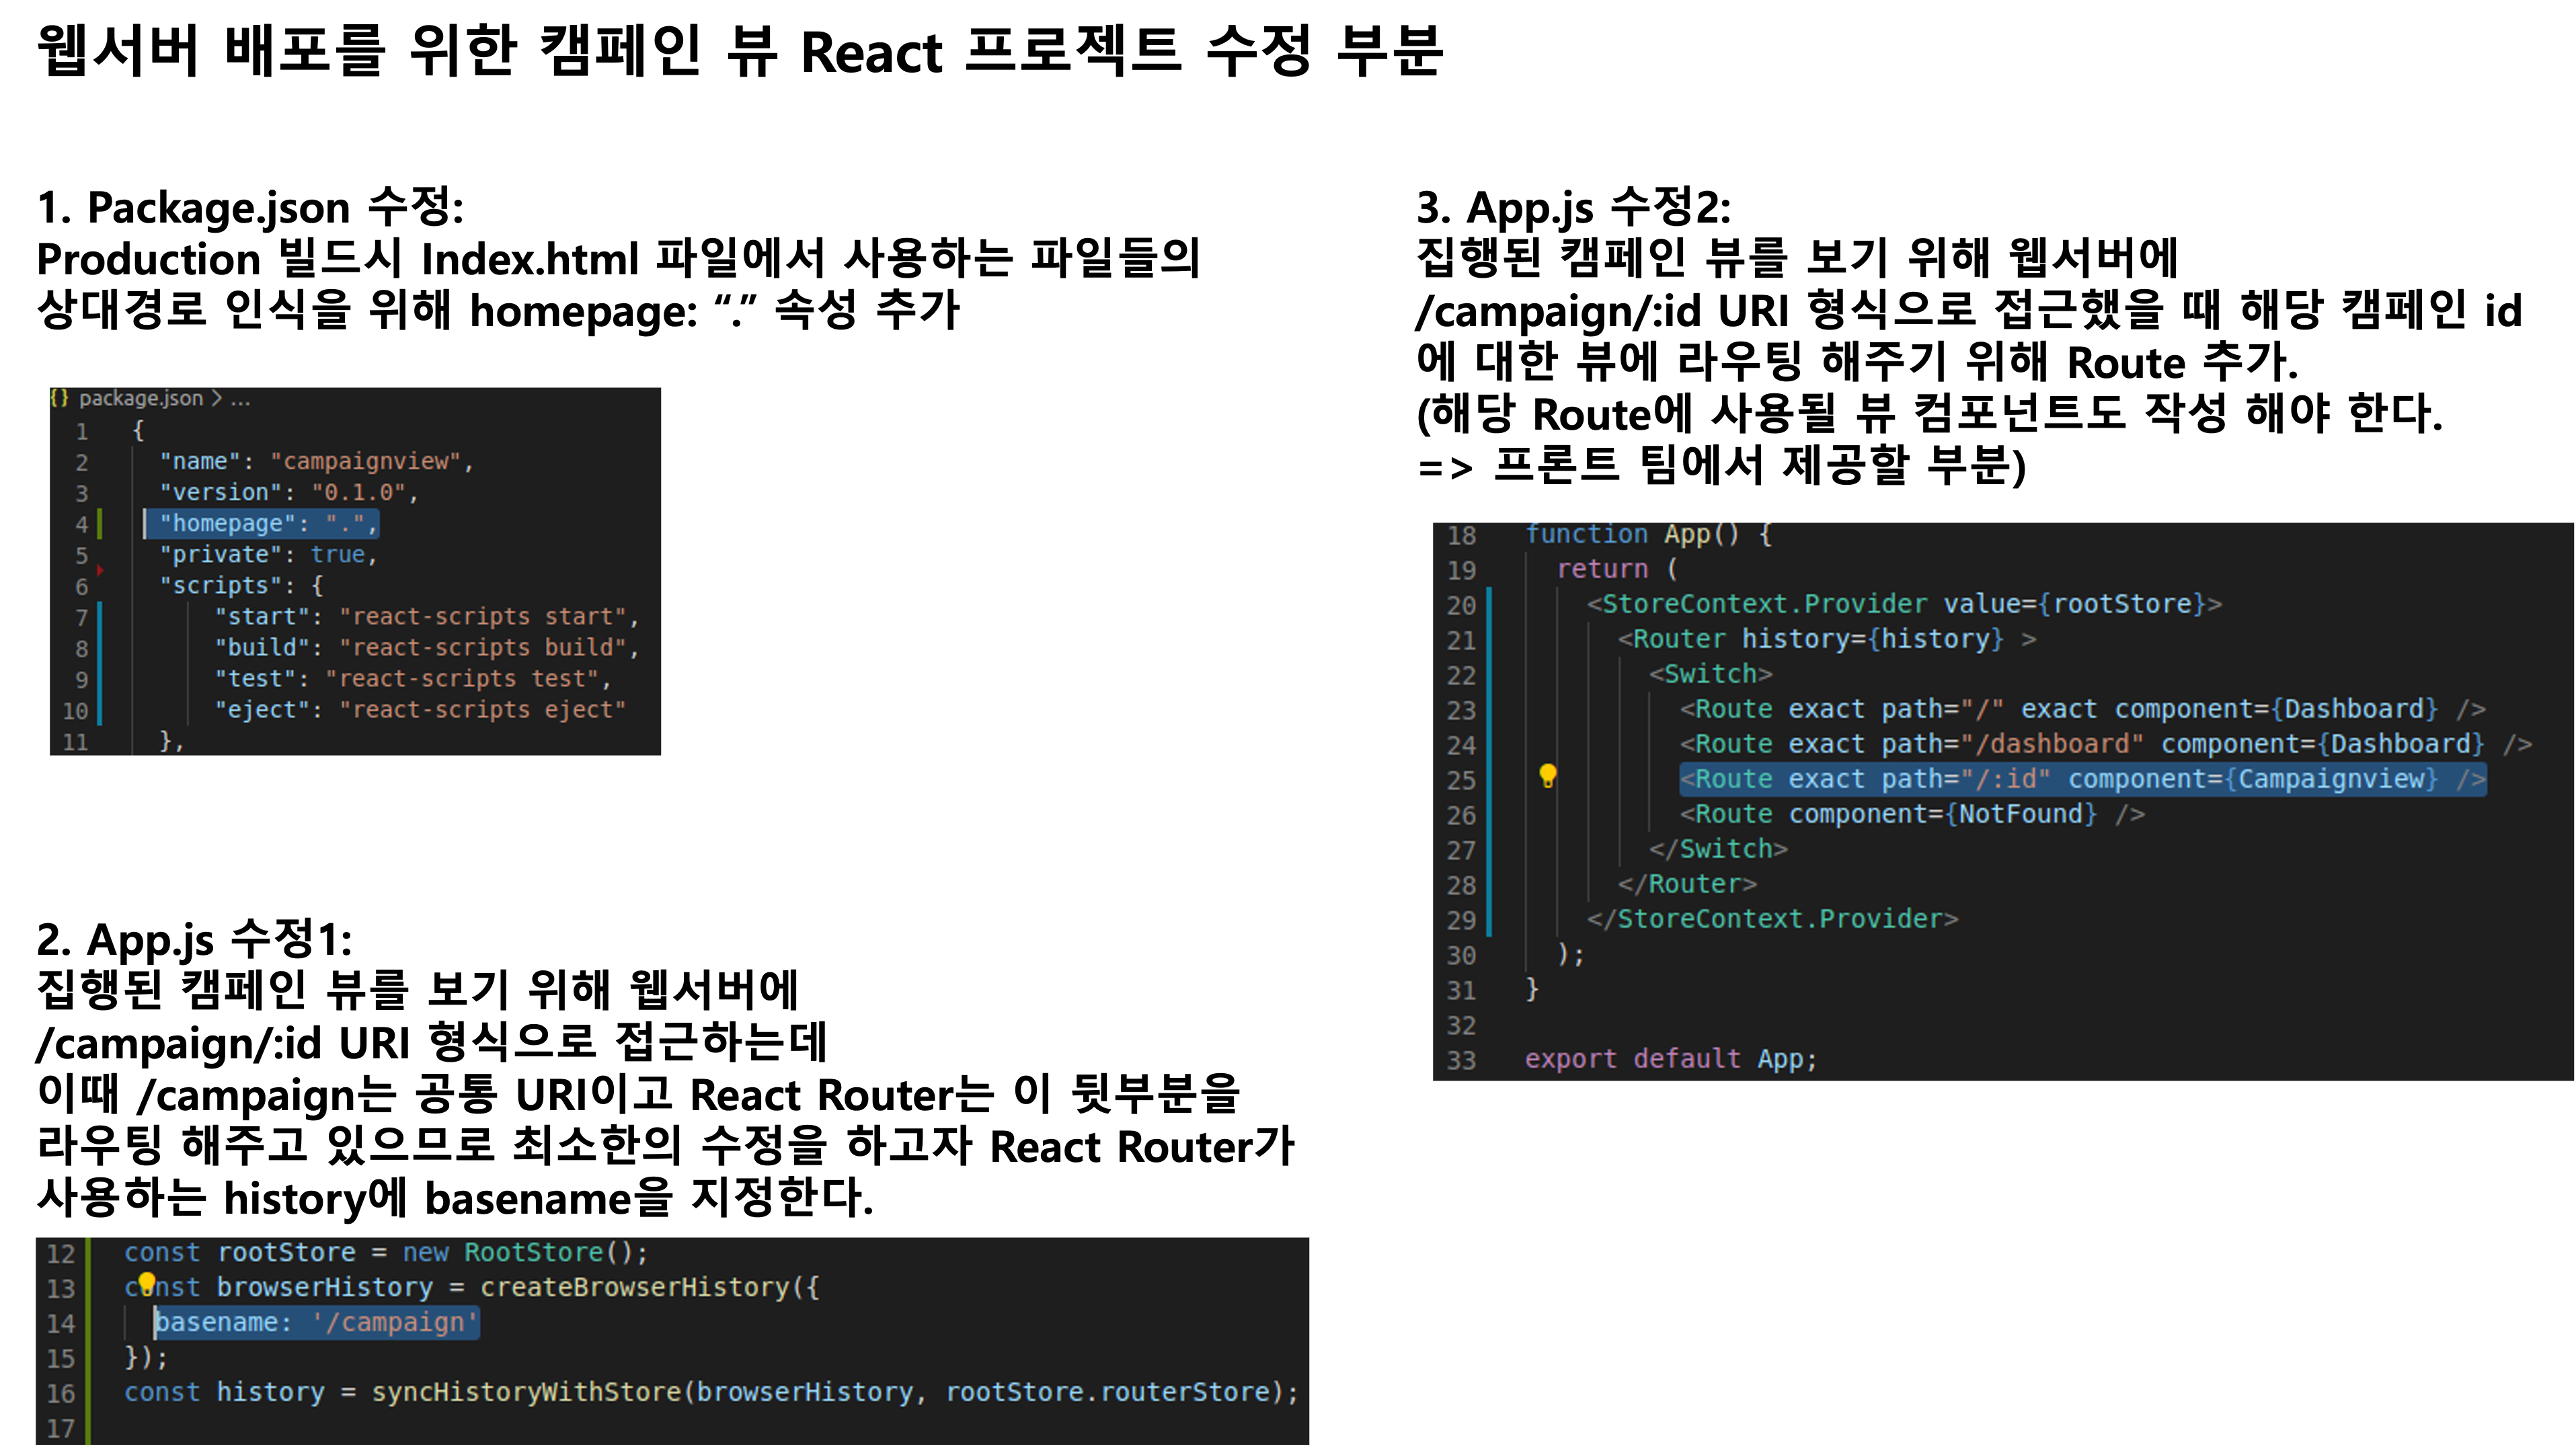 웹서버 배포를 위한 캠페인 뷰 React 프로젝트 수정 부분
1. Package.json 수정:
Production 빌드시 Index.html 파일에서 사용하는 파일들의
상대경로 인식을 위해 homepage: “.” 속성 추가
{} package.json > ...
1 {
2 "name": "campaignview",
3 "version": "0.1.0",
4 "homepage": ".",
5 "private": true,
6 "scripts": {
7 "start": "react-scripts start",
8 "build": "react-scripts build",
9 "test": "react-scripts test",
10 "eject": "react-scripts eject"
11 },
2. App.js 수정1:
집행된 캠페인 뷰를 보기 위해 웹서버에
/campaign/:id URI 형식으로 접근하는데
이때 /campaign는 공통 URI이고 React Router는 이 뒷부분을
라우팅 해주고 있으므로 최소한의 수정을 하고자 React Router가
사용하는 history에 basename을 지정한다.
12 const rootStore = new RootStore();
13 const browserHistory = createBrowserHistory({
14 basename: '/campaign'
15 });
16 const history = syncHistoryWithStore(browserHistory, rootStore.routerStore);
17
3. App.js 수정2:
집행된 캠페인 뷰를 보기 위해 웹서버에
/campaign/:id URI 형식으로 접근했을 때 해당 캠페인 id
에 대한 뷰에 라우팅 해주기 위해 Route 추가.
(해당 Route에 사용될 뷰 컴포넌트도 작성 해야 한다.
=> 프론트 팀에서 제공할 부분)
18 function App() {
19 return (
20 <StoreContext.Provider value={rootStore}>
21 <Router history={history} >
22 <Switch>
23 <Route exact path="/" exact component={Dashboard} />
24 <Route exact path="/dashboard" component={Dashboard} />
25 <Route exact path="/:id" component={Campaignview} />
26 <Route component={NotFound} />
27 </Switch>
28 </Router>
29 </StoreContext.Provider>
30 );
31 }
32
33 export default App;